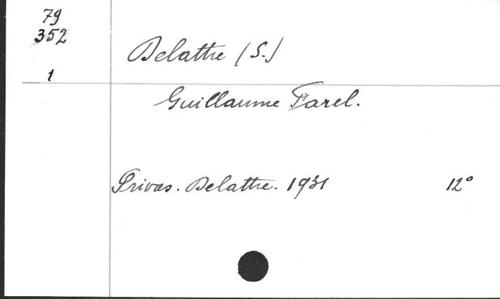 79
352
1
Delattre (S.)
Guillaume Farel.
Privas. Delattre. 1931 12°